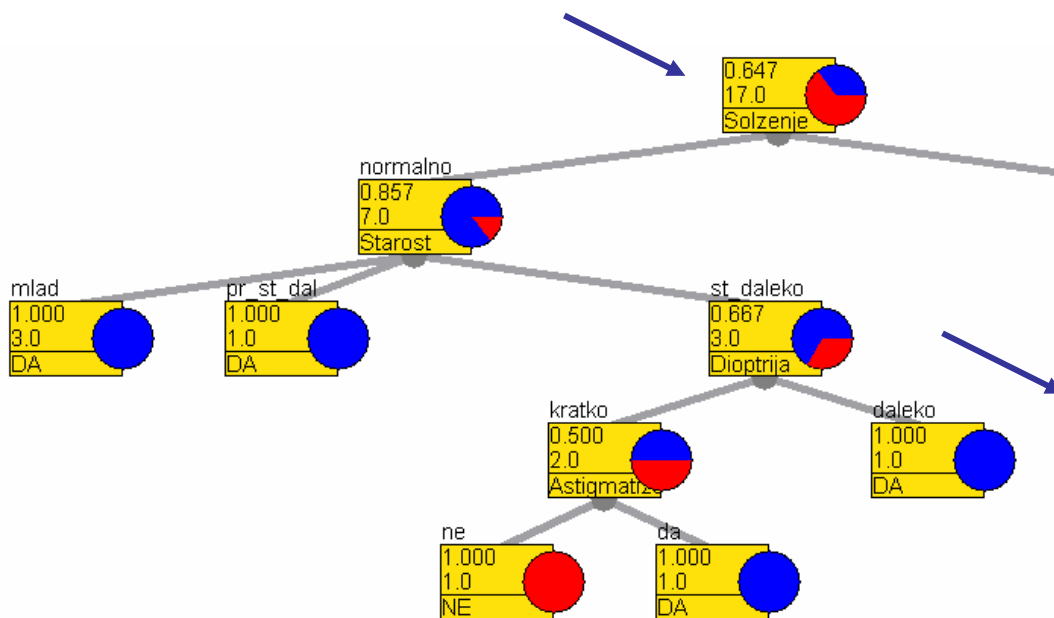 0.647
17.0
Solzenje
normalno
0.857
7.0
Starost
mlad
1.000
3.0
DA
pr_st_dal
1.000
1.0
DA
st_daleko
0.667
3.0
Dioptrija
kratko
0.500
2.0
Astigmatiz
daleko
1.000
1.0
DA
ne
1.000
1.0
NE
da
1.000
1.0
DA